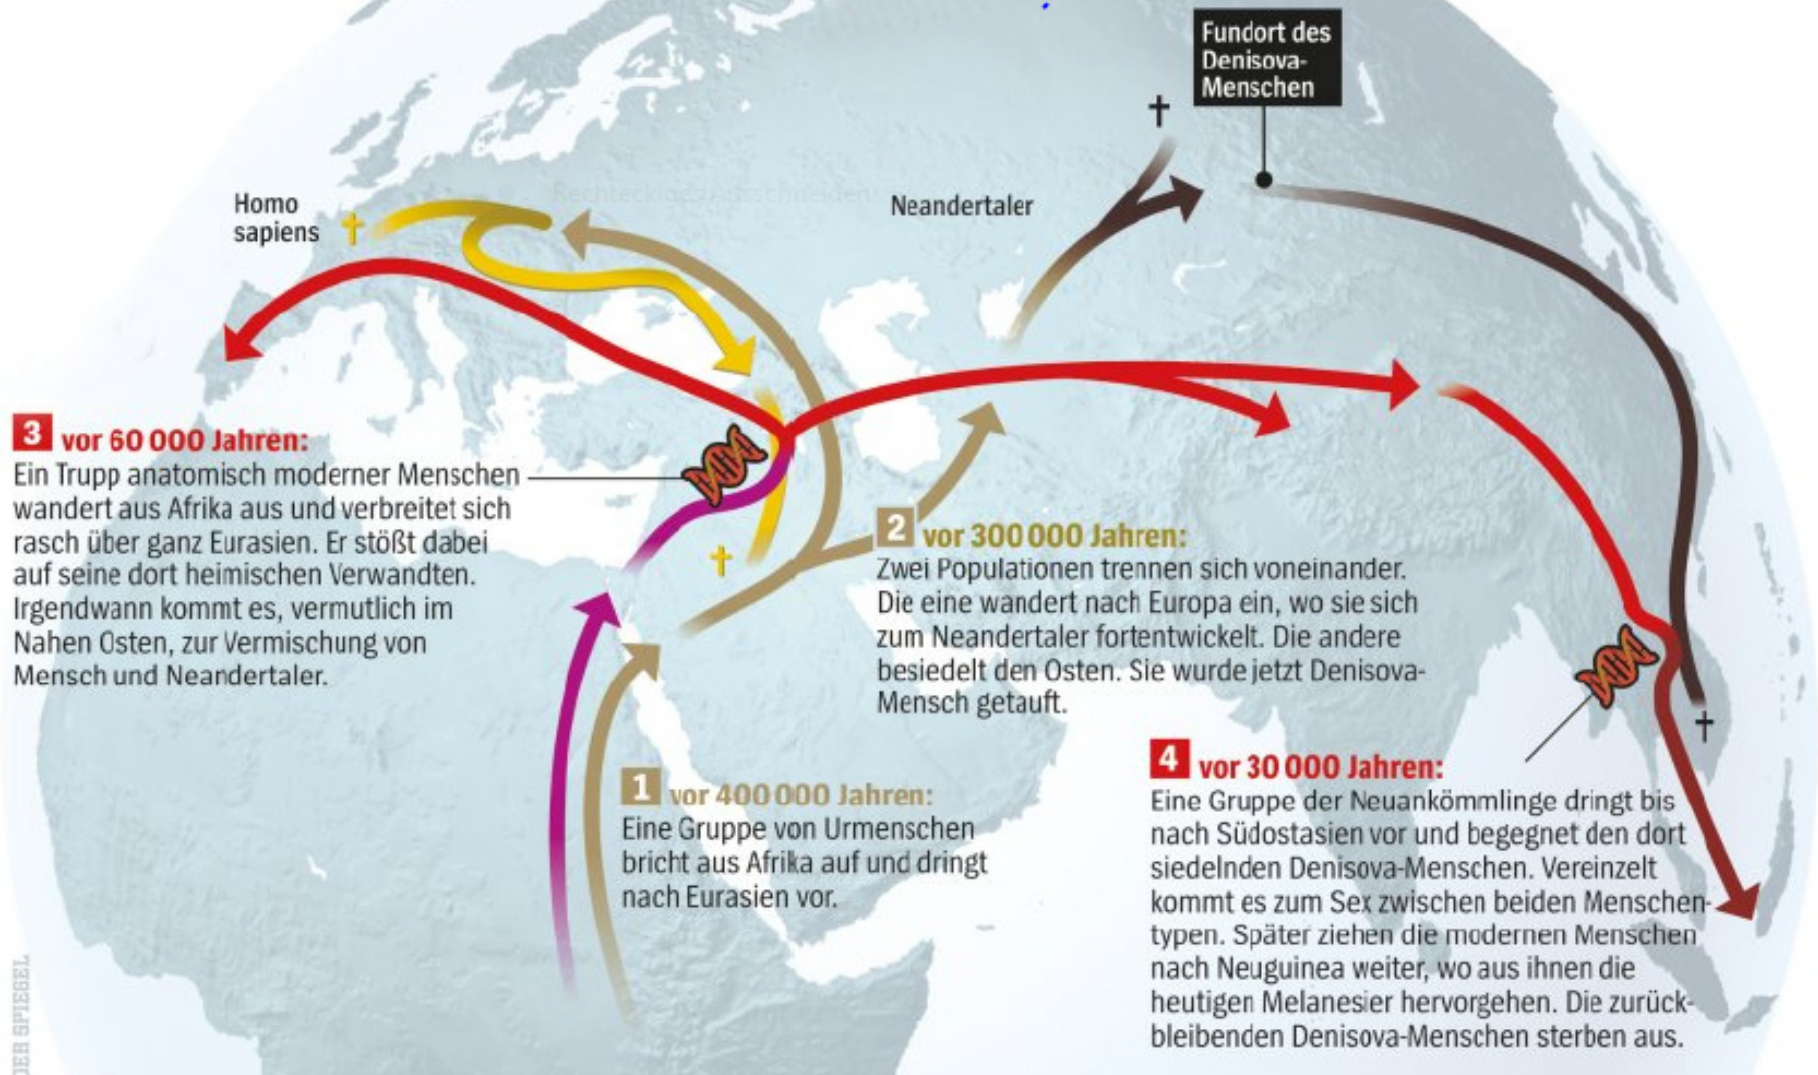 Fundort des
Denisova-
Menschen
Homo
sapiens
Neandertaler
3 vor 60 000 Jahren:
Ein Trupp anatomisch moderner Menschen
wandert aus Afrika aus und verbreitet sich
rasch über ganz Eurasien. Er stößt dabei
auf seine dort heimischen Verwandten.
Irgendwann kommt es, vermutlich im
Nahen Osten, zur Vermischung von
Mensch und Neandertaler.
2 vor 300 000 Jahren:
Zwei Populationen trennen sich voneinander.
Die eine wandert nach Europa ein, wo sie sich
zum Neandertaler fortentwickelt. Die andere
besiedelt den Osten. Sie wurde jetzt Denisova-
Mensch getauft.
1 vor 400 000 Jahren:
Eine Gruppe von Urmenschen
bricht aus Afrika auf und dringt
nach Eurasien vor.
4 vor 30 000 Jahren:
Eine Gruppe der Neuankömmlinge dringt bis
nach Südostasien vor und begegnet den dort
siedelnden Denisova-Menschen. Vereinzelt
kommt es zum Sex zwischen beiden Menschen-
typen. Später ziehen die modernen Menschen
nach Neuguinea weiter, wo aus ihnen die
heutigen Melanesier hervorgehen. Die zurück-
bleibenden Denisova-Menschen sterben aus.
DER SPIEGEL